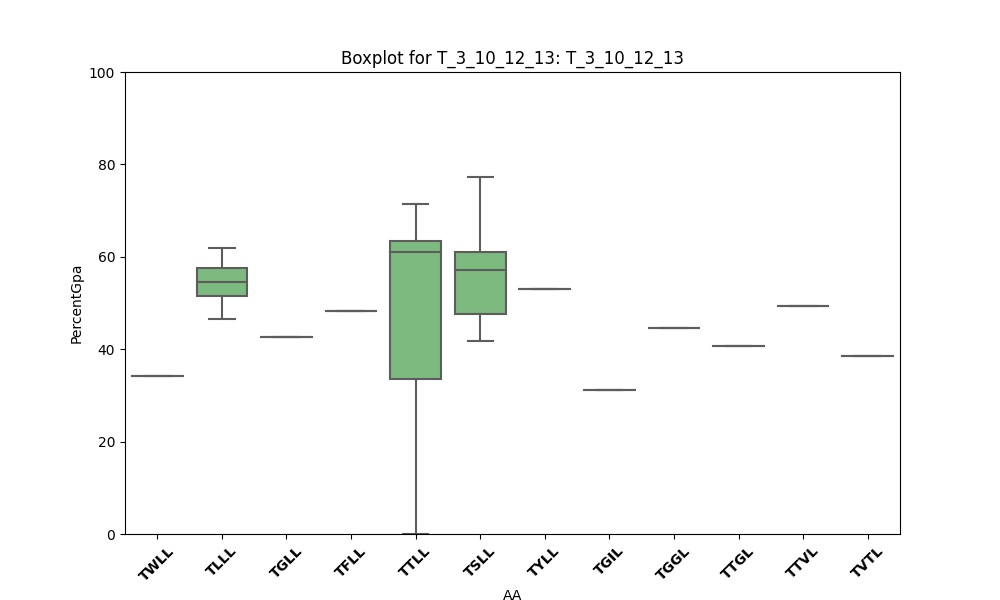 Boxplot for T_3_10_12_13: T_3_10_12_13
100
80
60
40
20
0
PercentGpa
TWLL
TLLL
TGLL
TFLL
TTLL
TSLL
TYLL
TGIL
TGGL
TTGL
TTVL
TVTL
AA